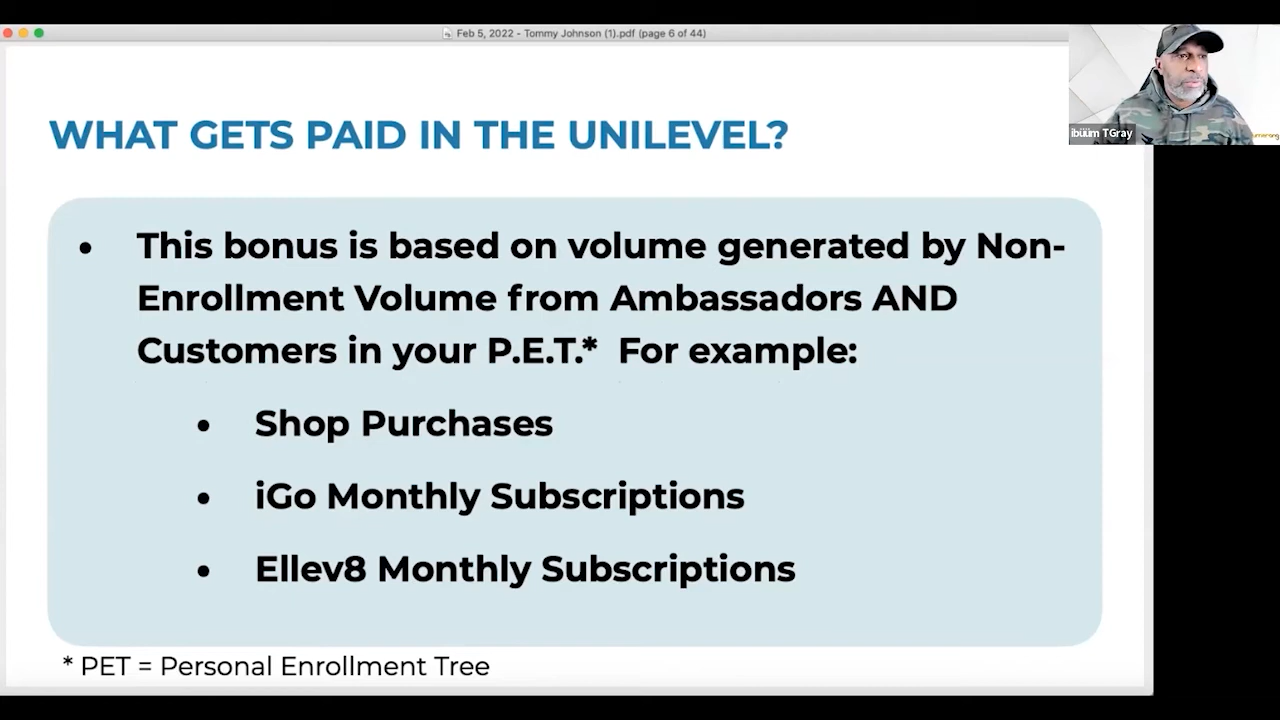 Feb 5, 2022 - Tommy Johnson (1).pdf (page 6 of 44)
WHAT GETS PAID IN THE UNILEVEL?
• This bonus is based on volume generated by Non-
Enrollment Volume from Ambassadors AND
Customers in your P.E.T.* For example:
• Shop Purchases
• iGo Monthly Subscriptions
• Ellev8 Monthly Subscriptions
* PET = Personal Enrollment Tree
ibüüm TGray